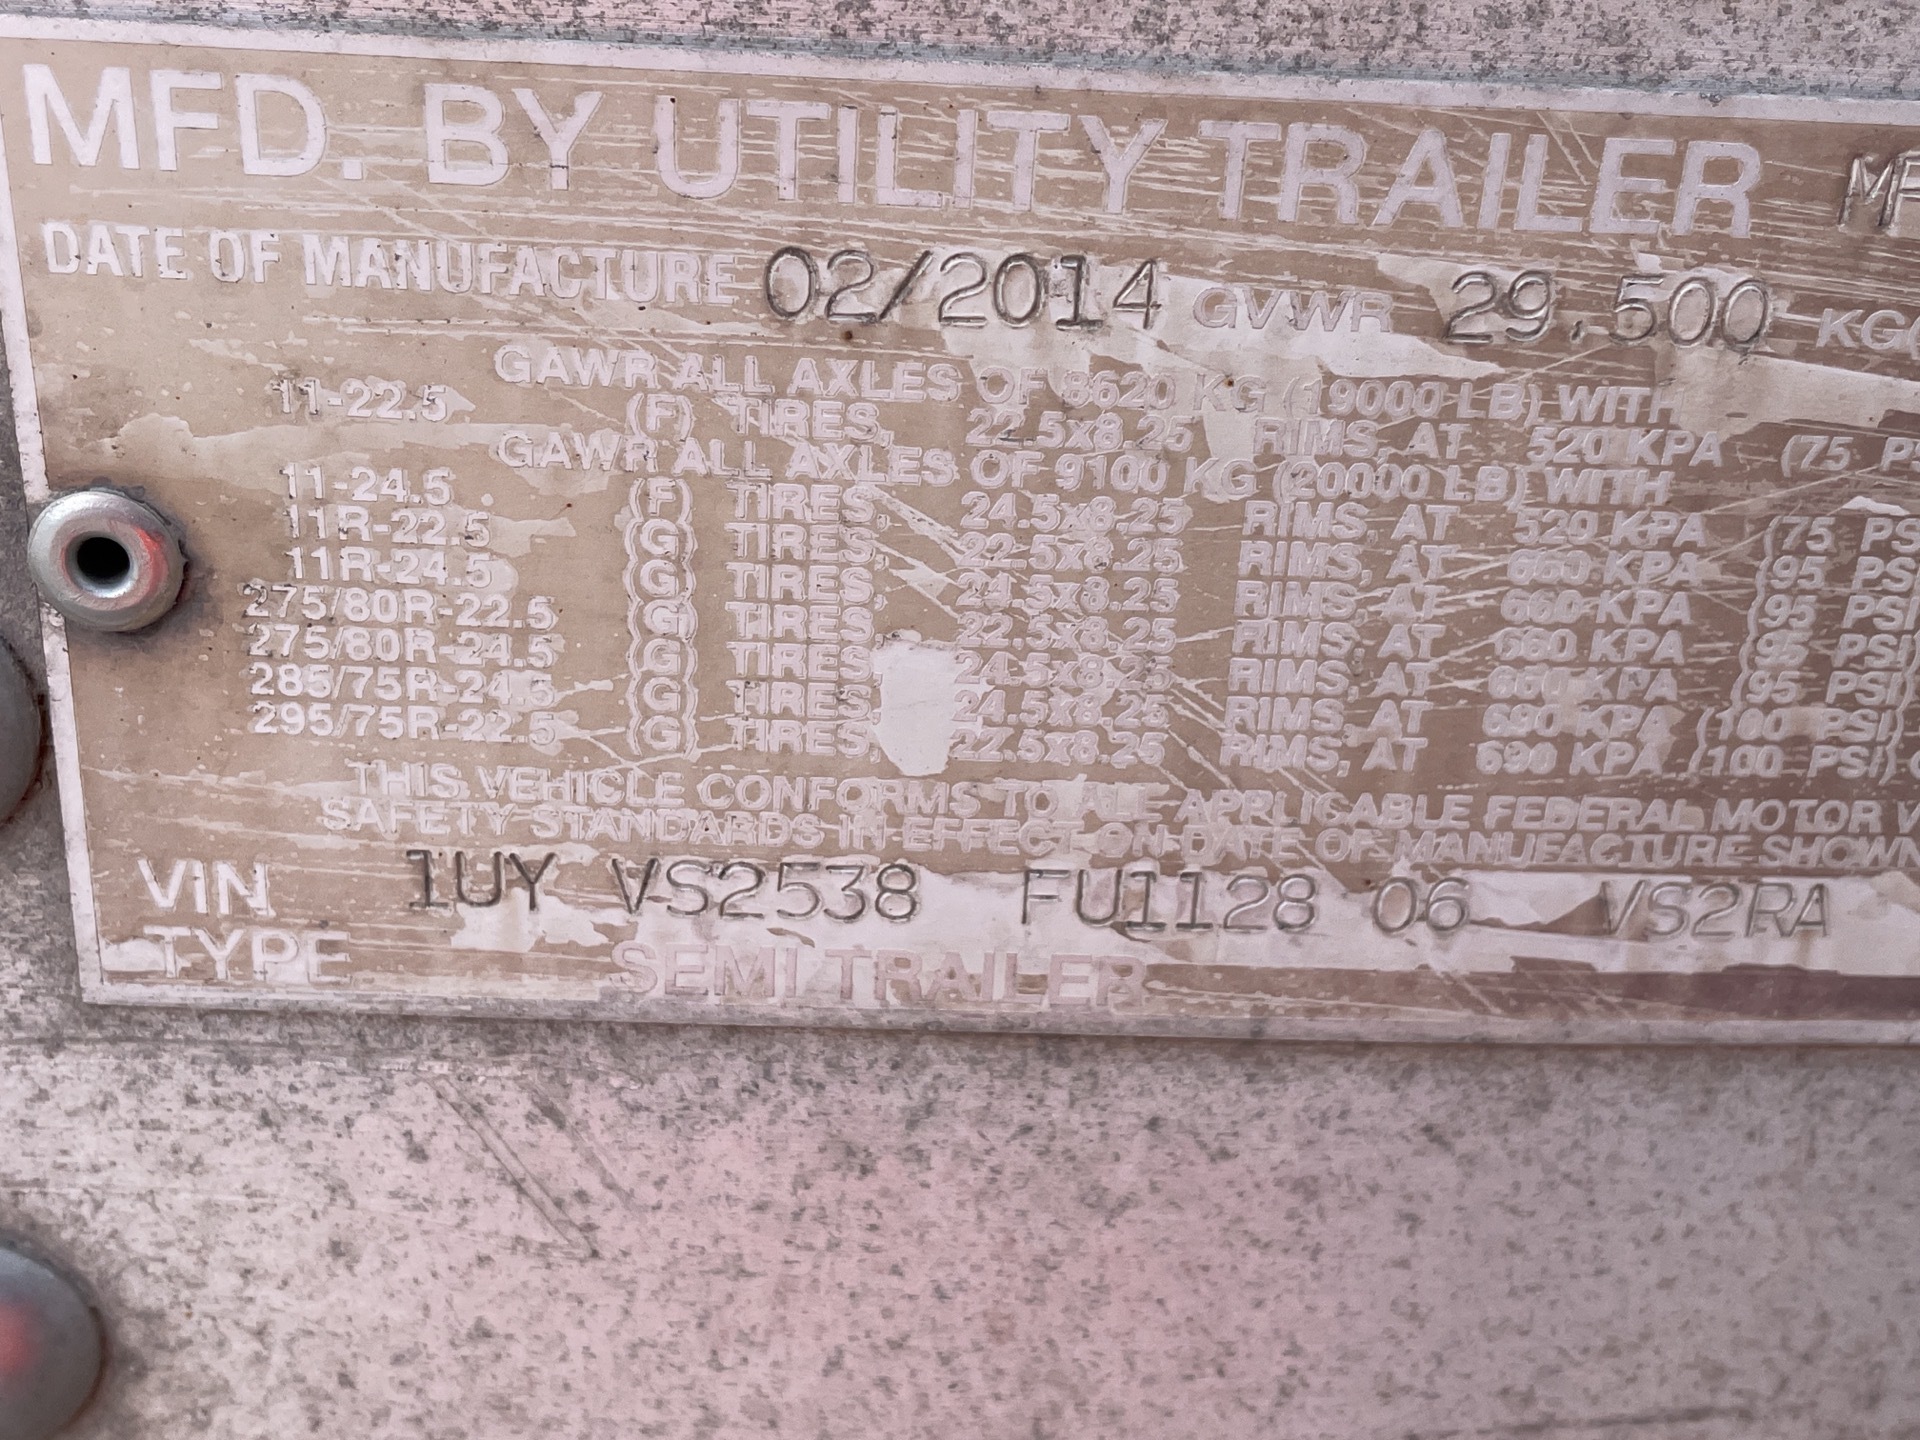 MFD. BY UTILITY TRAILER
DATE OF MANUFACTURE 02/2014 GVWR 29,500
GAWR ALL AXLES OF 8620 KG (19000 LB) WITH
11-22.5 (F) TIRES, 22.5x8.25 RIMS, AT 520 KPA (75
GAWR ALL AXLES OF 9100 KG (20000 LB) WITH
11-24.5 (F) TIRES, 24.5x8.25 RIMS, AT 520 KPA (75
11R-22.5 (G) TIRES, 22.5x8.25 RIMS, AT 660 KPA (95 PSI
11R-24.5 (G) TIRES, 24.5x8.25 RIMS, AT 660 KPA (95 PSI
275/80R-22.5 (G) TIRES, 22.5x8.25 RIMS, AT 660 KPA (95 PSI)
275/80R-24.5 (G) TIRES, 24.5x8.25 RIMS, AT 660 KPA (95 PSI)
285/75R-24.5 (G) TIRES, 24.5x8.25 RIMS, AT 690 KPA (100 PSI)
295/75R-22.5 (G) TIRES, 22.5x8.25 RIMS, AT 690 KPA (100 PSI)
THIS VEHICLE CONFORMS TO ALL APPLICABLE FEDERAL MOTOR
SAFETY STANDARDS IN EFFECT ON DATE OF MANUFACTURE SHOWN
VIN 1UY VS2538 FU1128 06 VS2RA
TYPE SEMI TRAILER